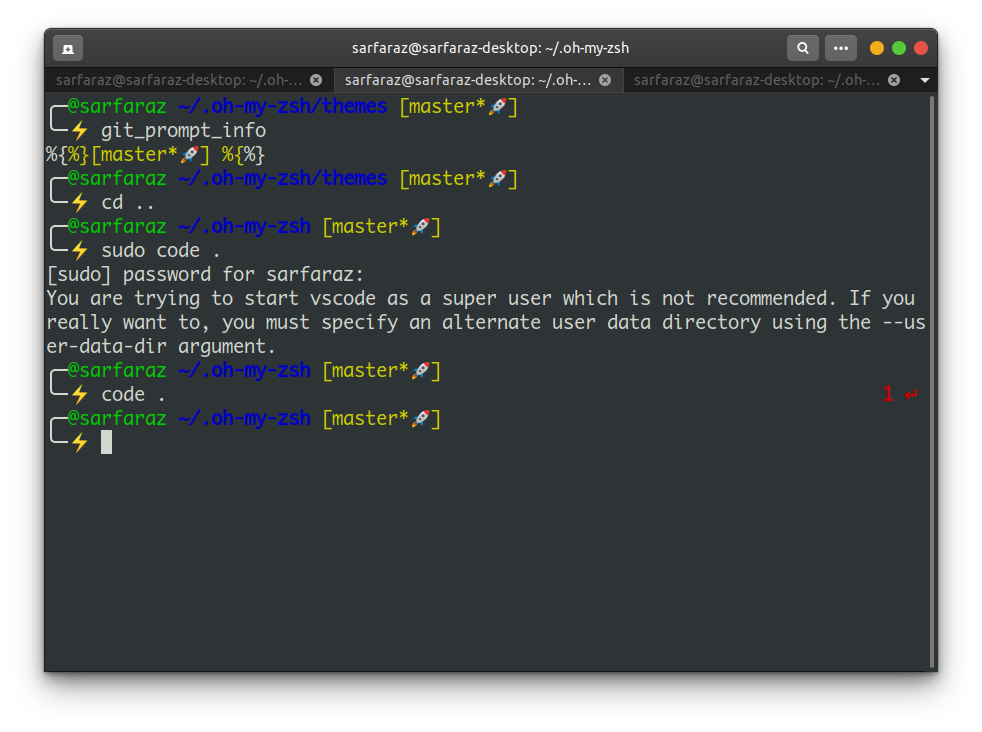 sarfaraz@sarfaraz-desktop: ~/.oh-my-zsh
sarfaraz@sarfaraz-desktop: ~/.oh-... sarfaraz@sarfaraz-desktop: ~/.oh-... sarfaraz@sarfaraz-desktop: ~/.oh-...
╭─@sarfaraz ~/.oh-my-zsh/themes [master*🚀]
╰─⚡ git_prompt_info
%{%}[master*🚀] %{%}
╭─@sarfaraz ~/.oh-my-zsh/themes [master*🚀]
╰─⚡ cd ..
╭─@sarfaraz ~/.oh-my-zsh [master*🚀]
╰─⚡ sudo code .
[sudo] password for sarfaraz:
You are trying to start vscode as a super user which is not recommended. If you
really want to, you must specify an alternate user data directory using the --us
er-data-dir argument.
╭─@sarfaraz ~/.oh-my-zsh [master*🚀]
╰─⚡ code . 1 ↵
╭─@sarfaraz ~/.oh-my-zsh [master*🚀]
╰─⚡